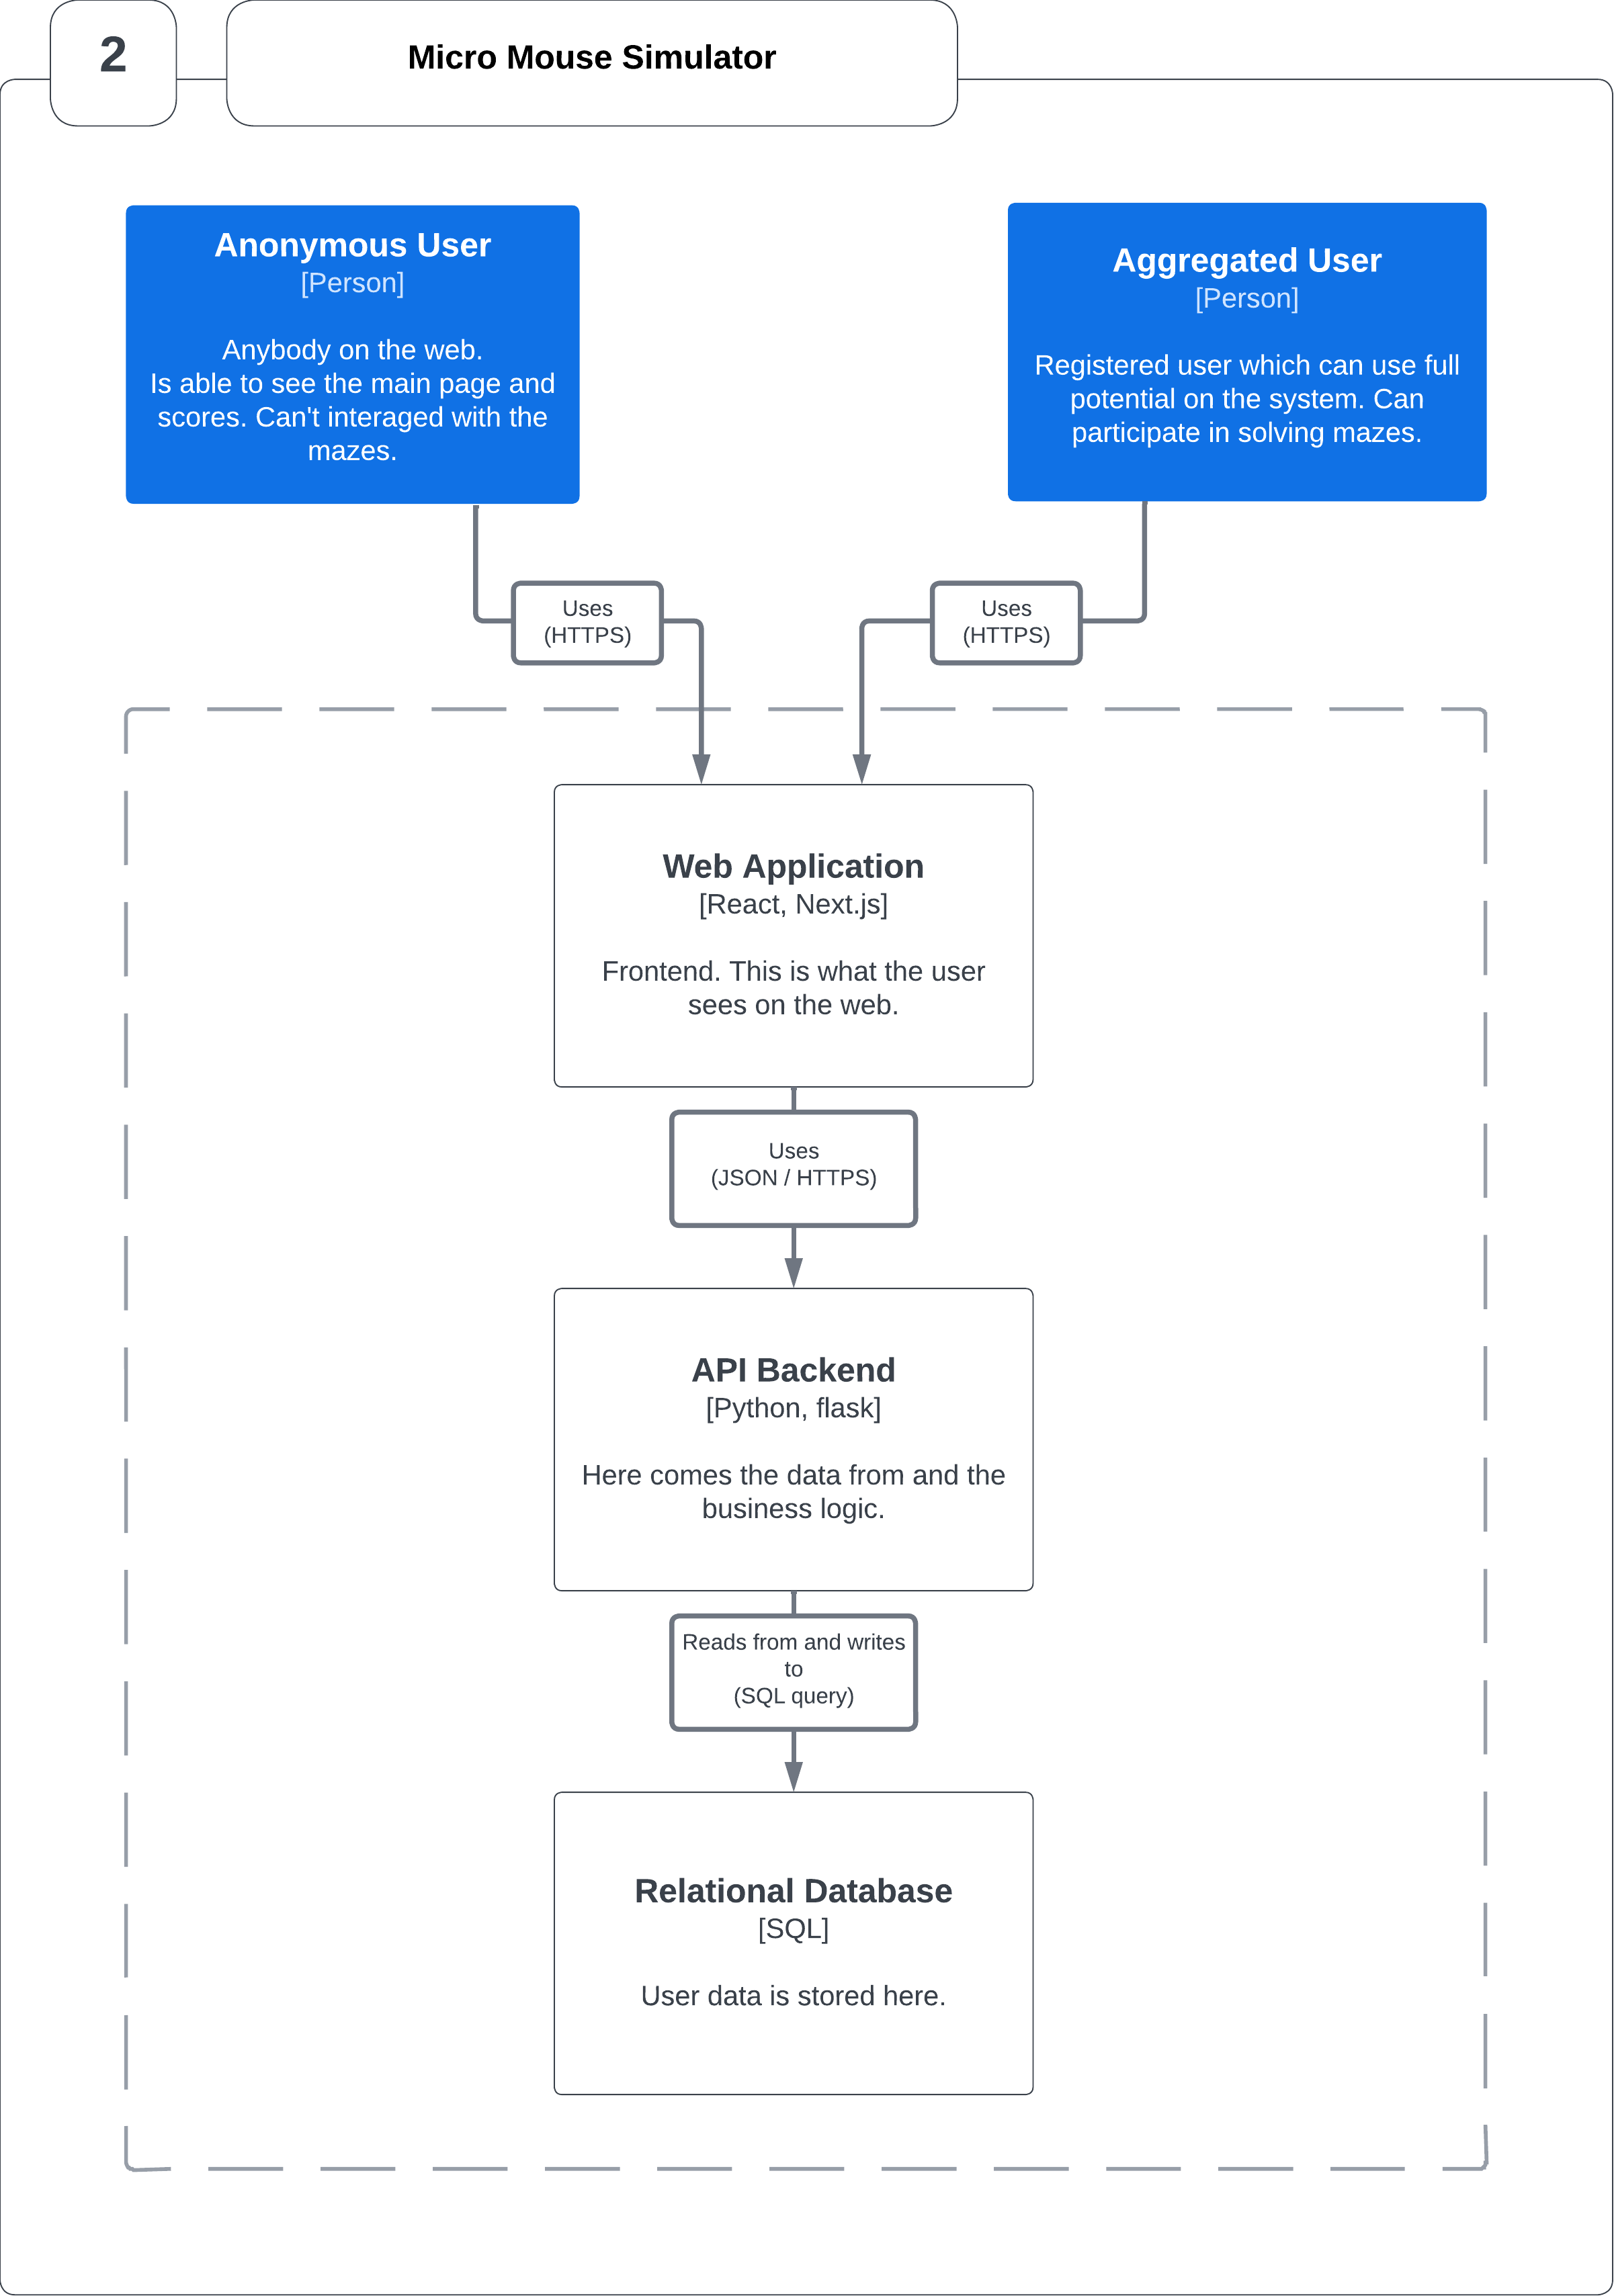 2
Micro Mouse Simulator
Anonymous User
[Person]
Anybody on the web.
Is able to see the main page and
scores. Can't interaged with the
mazes.
Aggregated User
[Person]
Registered user which can use full
potential on the system. Can
participate in solving mazes.
Uses
(HTTPS)
Uses
(HTTPS)
Web Application
[React, Next.js]
Frontend. This is what the user
sees on the web.
Uses
(JSON / HTTPS)
API Backend
[Python, flask]
Here comes the data from and the
business logic.
Reads from and writes
to
(SQL query)
Relational Database
[SQL]
User data is stored here.